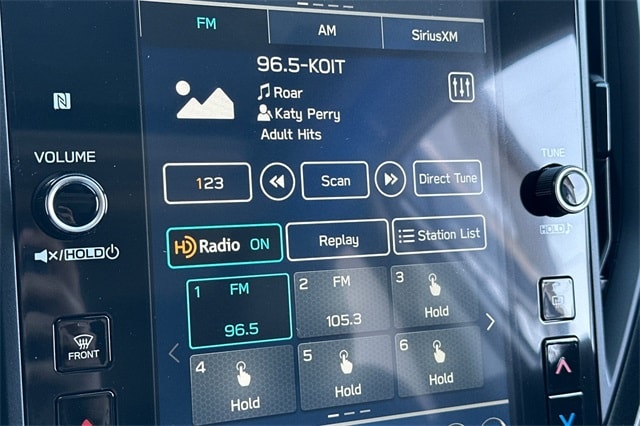 FM AM SiriusXM
96.5-KOIT
Roar
Katy Perry
Adult Hits
VOLUME
TUNE
123 Scan Direct Tune
HOLD
HOLD
HD Radio ON Replay Station List
1 FM 2 FM 3
96.5 105.3 Hold
FRONT
4 5 6
Hold Hold Hold